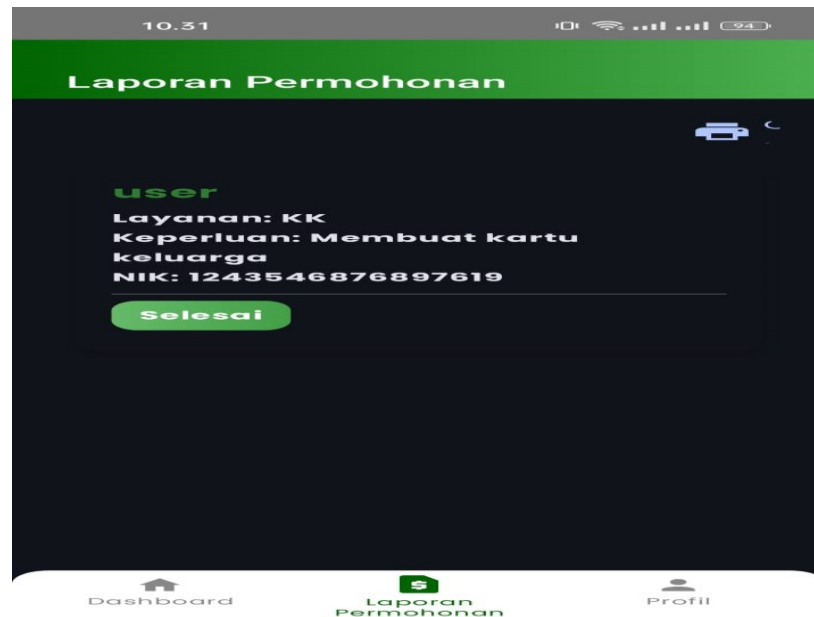 10.31
94
Laporan Permohonan
user
Layanan: KK
Keperluan: Membuat kartu
keluarga
NIK: 1243546876897619
Selesai
Dashboard
Laporan
Permohonan
Profil